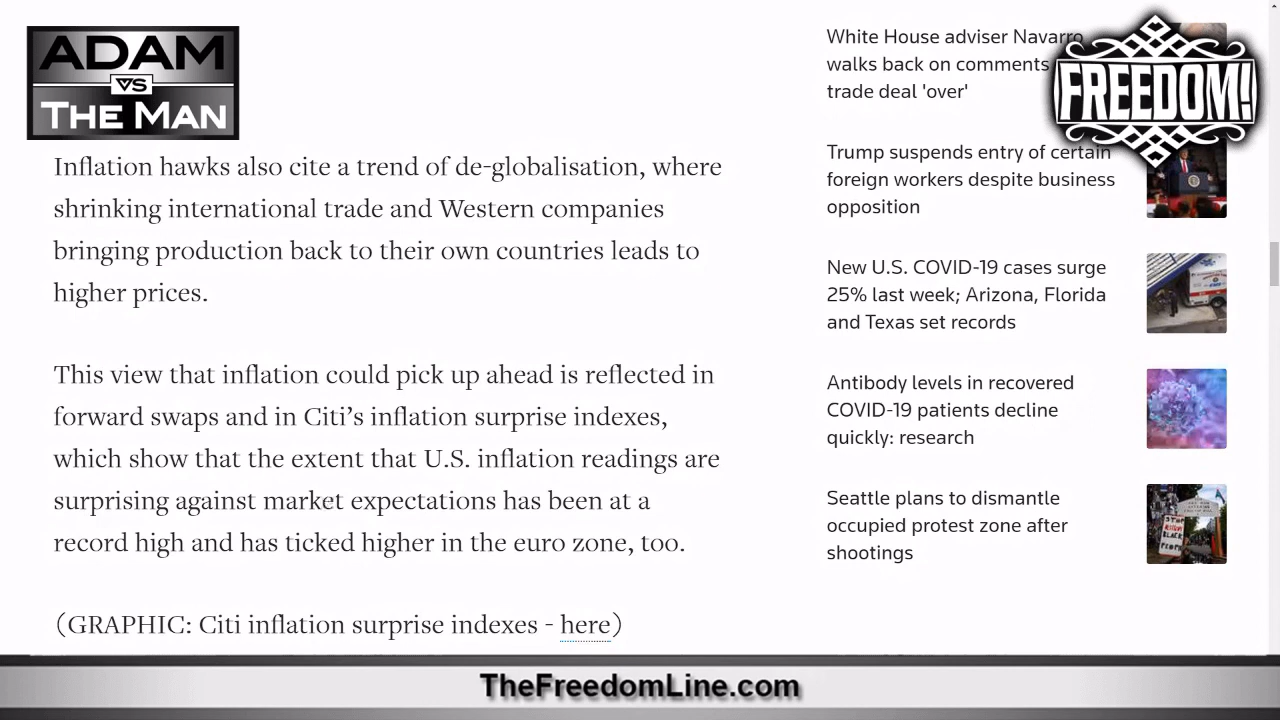 ADAM
VS
THE MAN
Inflation hawks also cite a trend of de-globalisation, where
shrinking international trade and Western companies
bringing production back to their own countries leads to
higher prices.
This view that inflation could pick up ahead is reflected in
forward swaps and in Citi’s inflation surprise indexes,
which show that the extent that U.S. inflation readings are
surprising against market expectations has been at a
record high and has ticked higher in the euro zone, too.
(GRAPHIC: Citi inflation surprise indexes - here)
White House adviser Navarro
walks back on comments
trade deal 'over'
FREEDOM!
Trump suspends entry of certain
foreign workers despite business
opposition
New U.S. COVID-19 cases surge
25% last week; Arizona, Florida
and Texas set records
Antibody levels in recovered
COVID-19 patients decline
quickly: research
Seattle plans to dismantle
occupied protest zone after
shootings
TheFreedomLine.com